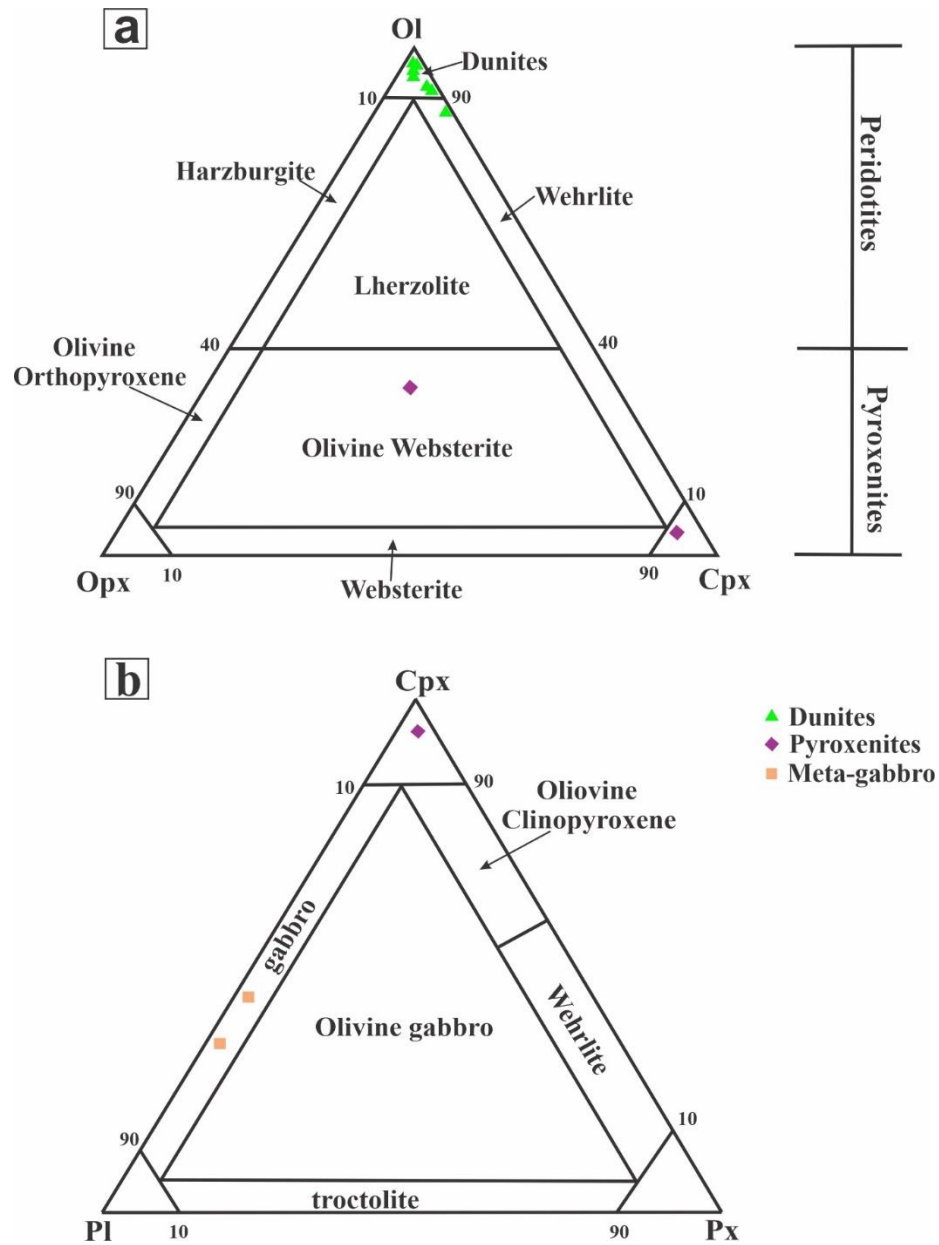 a
Ol
Dunites
10
90
Harzburgite
Wehrlite
Peridotites
Lherzolite
40
40
Olivine
Orthopyroxene
Olivine Websterite
Pyroxenites
90
10
Opx
10
Websterite
90
Cpx
b
Cpx
Dunites
Pyroxenites
Meta-gabbro
10
90
Oliovine
Clinopyroxene
gabbro
Olivine gabbro
Wehrlite
90
10
troctolite
Pl
10
90
Px